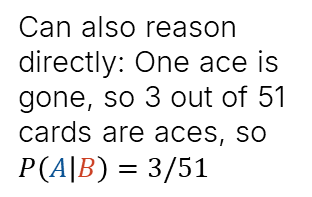 Can also reason
directly: One ace is
gone, so 3 out of 51
cards are aces, so
P(A|B) = 3/51